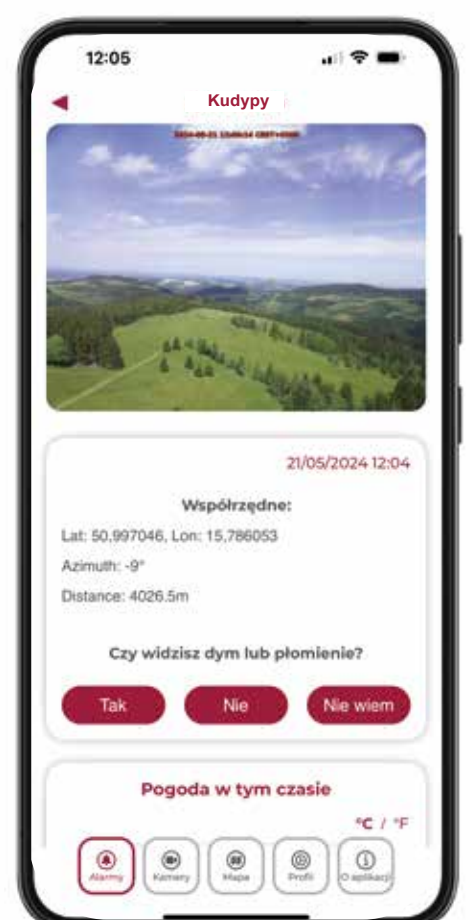 12:05
Kudypy
21/05/2024 12:04
Współrzędne:
Lat: 50,997046, Lon: 15,786053
Azimuth: -9°
Distance: 4026.5m
Czy widzisz dym lub płomienie?
Tak
Nie
Nie wiem
Pogoda w tym czasie
°C / °F
Alarmy
Kamery
Mapa
Profil
O aplikacji